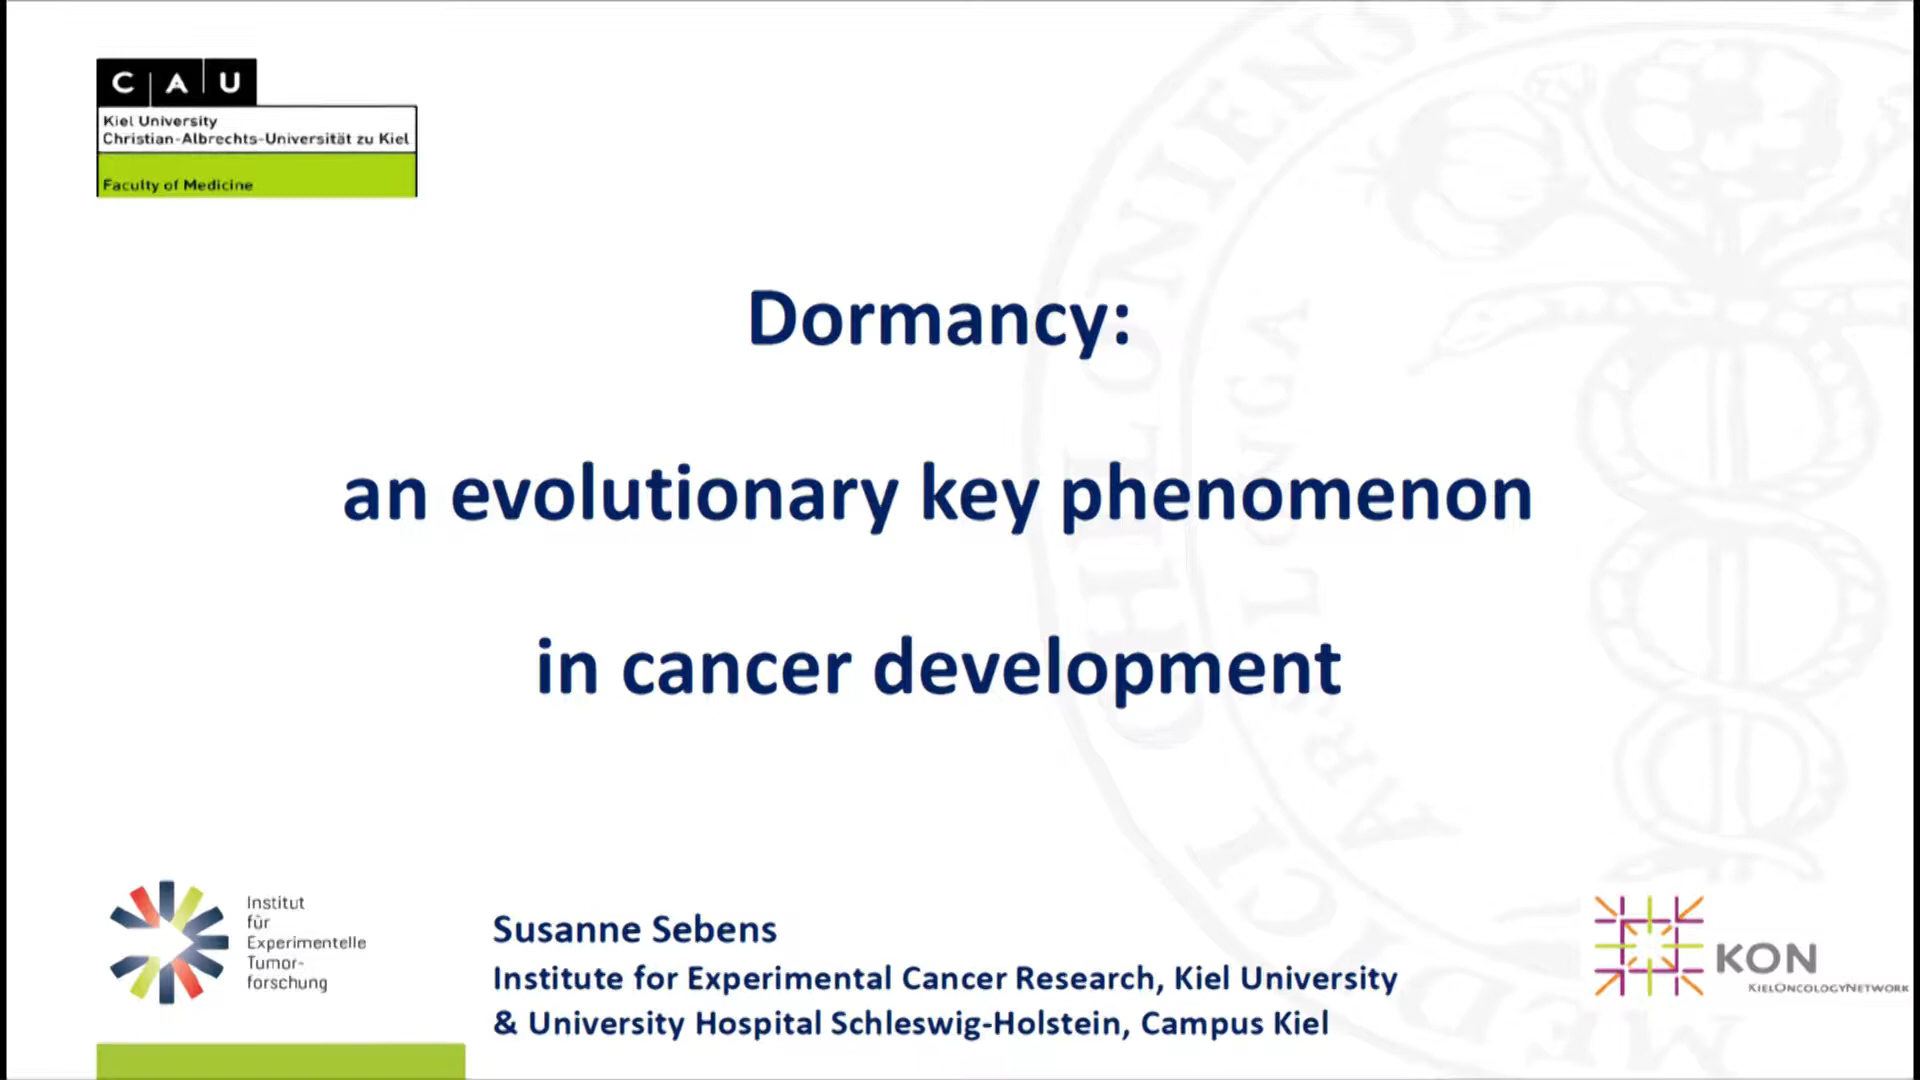 C A U
Kiel University
Christian-Albrechts-Universität zu Kiel
Faculty of Medicine
Dormancy:
an evolutionary key phenomenon
in cancer development
Institut
für
Experimentelle
Tumor-
forschung
Susanne Sebens
Institute for Experimental Cancer Research, Kiel University
& University Hospital Schleswig-Holstein, Campus Kiel
KON
KIELONCOLOGYNETWORK